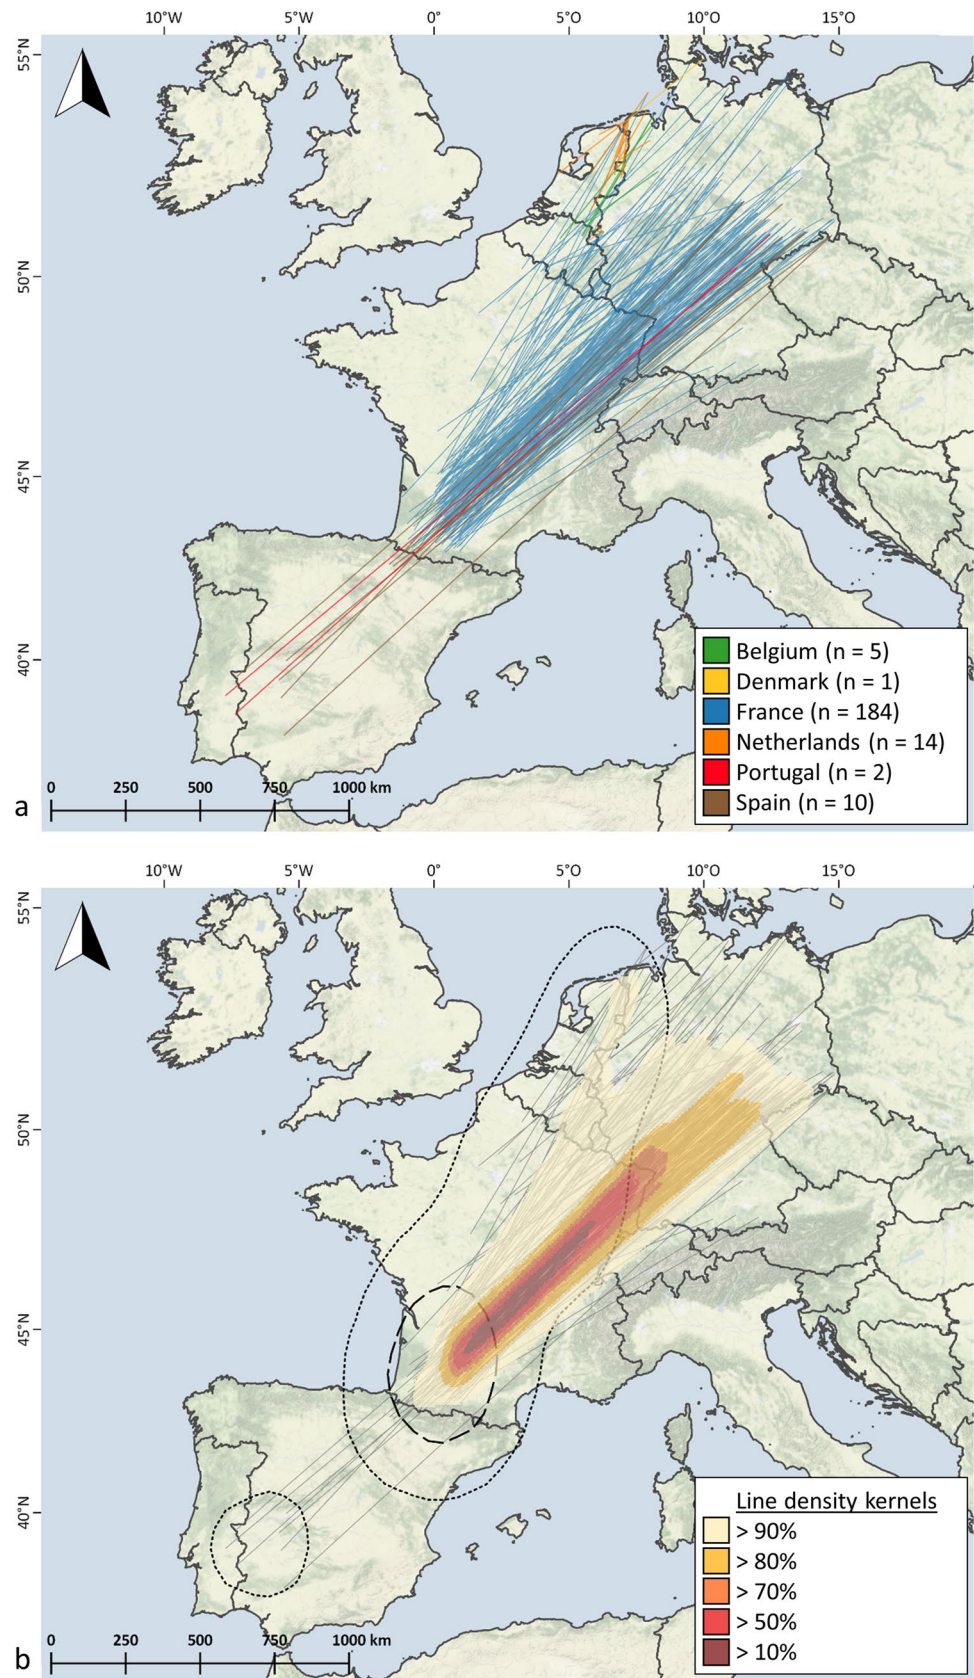 10°W 5°W 0° 5°O 10°O 15°O
55°N
50°N
45°N
40°N
Belgium (n = 5)
Denmark (n = 1)
France (n = 184)
Netherlands (n = 14)
Portugal (n = 2)
Spain (n = 10)
0 250 500 750 1000 km
a
10°W 5°W 0° 5°O 10°O 15°O
55°N
50°N
45°N
40°N
Line density kernels
> 90%
> 80%
> 70%
> 50%
> 10%
0 250 500 750 1000 km
b